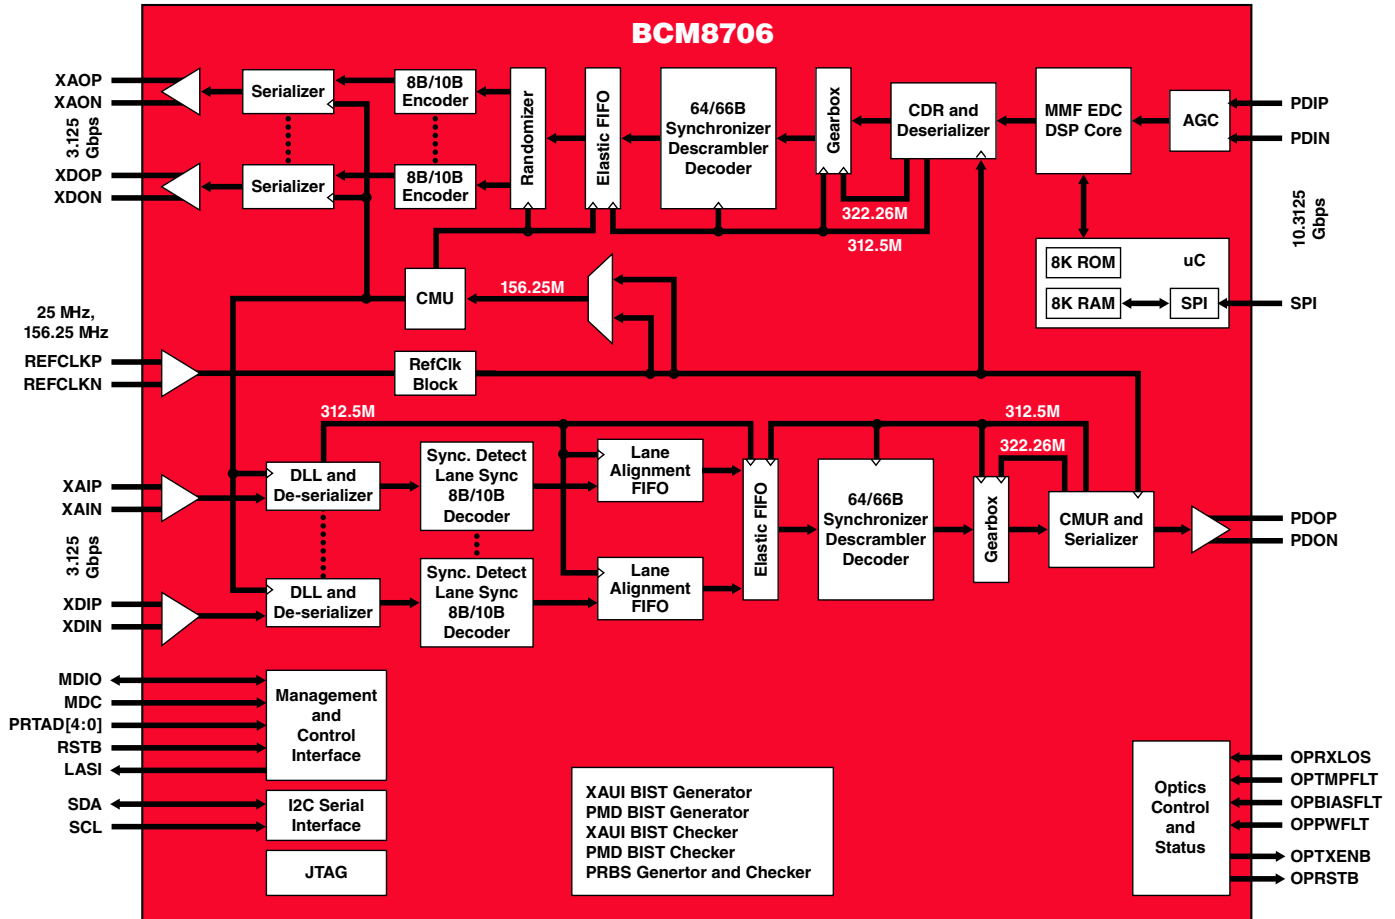 BCM8706
XAOP
XAON
3.125
Gbps
XDOP
XDON
Serializer
Serializer
8B/10B
Encoder
8B/10B
Encoder
Randomizer
Elastic FIFO
64/66B
Synchronizer
Descrambler
Decoder
Gearbox
CDR and
Deserializer
MMF EDC
DSP Core
AGC
PDIP
PDIN
10.3125
Gbps
322.26M
312.5M
8K ROM
uC
8K RAM
SPI
SPI
CMU
156.25M
25 MHz,
156.25 MHz
REFCLKP
REFCLKN
RefClk
Block
312.5M
312.5M
322.26M
XAIP
XAIN
3.125
Gbps
XDIP
XDIN
DLL and
De-serializer
DLL and
De-serializer
Sync. Detect
Lane Sync
8B/10B
Decoder
Sync. Detect
Lane Sync
8B/10B
Decoder
Lane
Alignment
FIFO
Lane
Alignment
FIFO
Elastic FIFO
64/66B
Synchronizer
Descrambler
Decoder
Gearbox
CMUR and
Serializer
PDOP
PDON
MDIO
MDC
PRTAD[4:0]
RSTB
LASI
Management
and
Control
Interface
SDA
SCL
I2C Serial
Interface
JTAG
XAUI BIST Generator
PMD BIST Generator
XAUI BIST Checker
PMD BIST Checker
PRBS Genertor and Checker
Optics
Control
and
Status
OPRXLOS
OPTMPFLT
OPBIASFLT
OPPWFLT
OPTXENB
OPRSTB